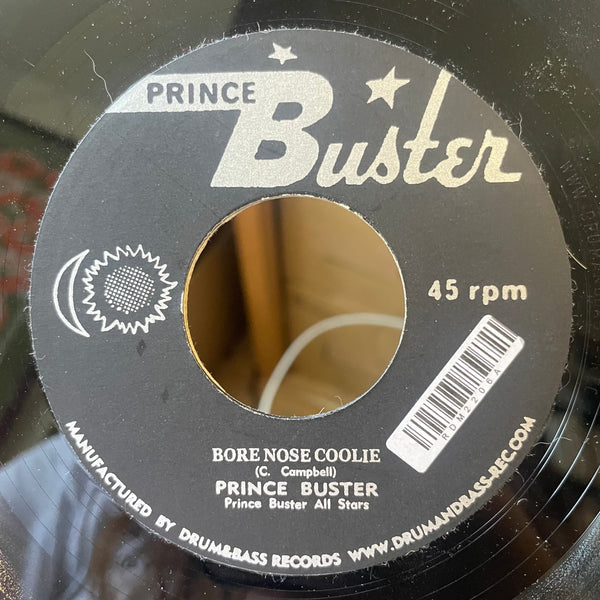 PRINCE
Buster
45 rpm
RDM2206A
BORE NOSE COOLIE
(C. Campbell)
PRINCE BUSTER
Prince Buster All Stars
MANUFACTURED BY DRUM&BASS RECORDS WWW.DRUMANDBASS-REC.COM